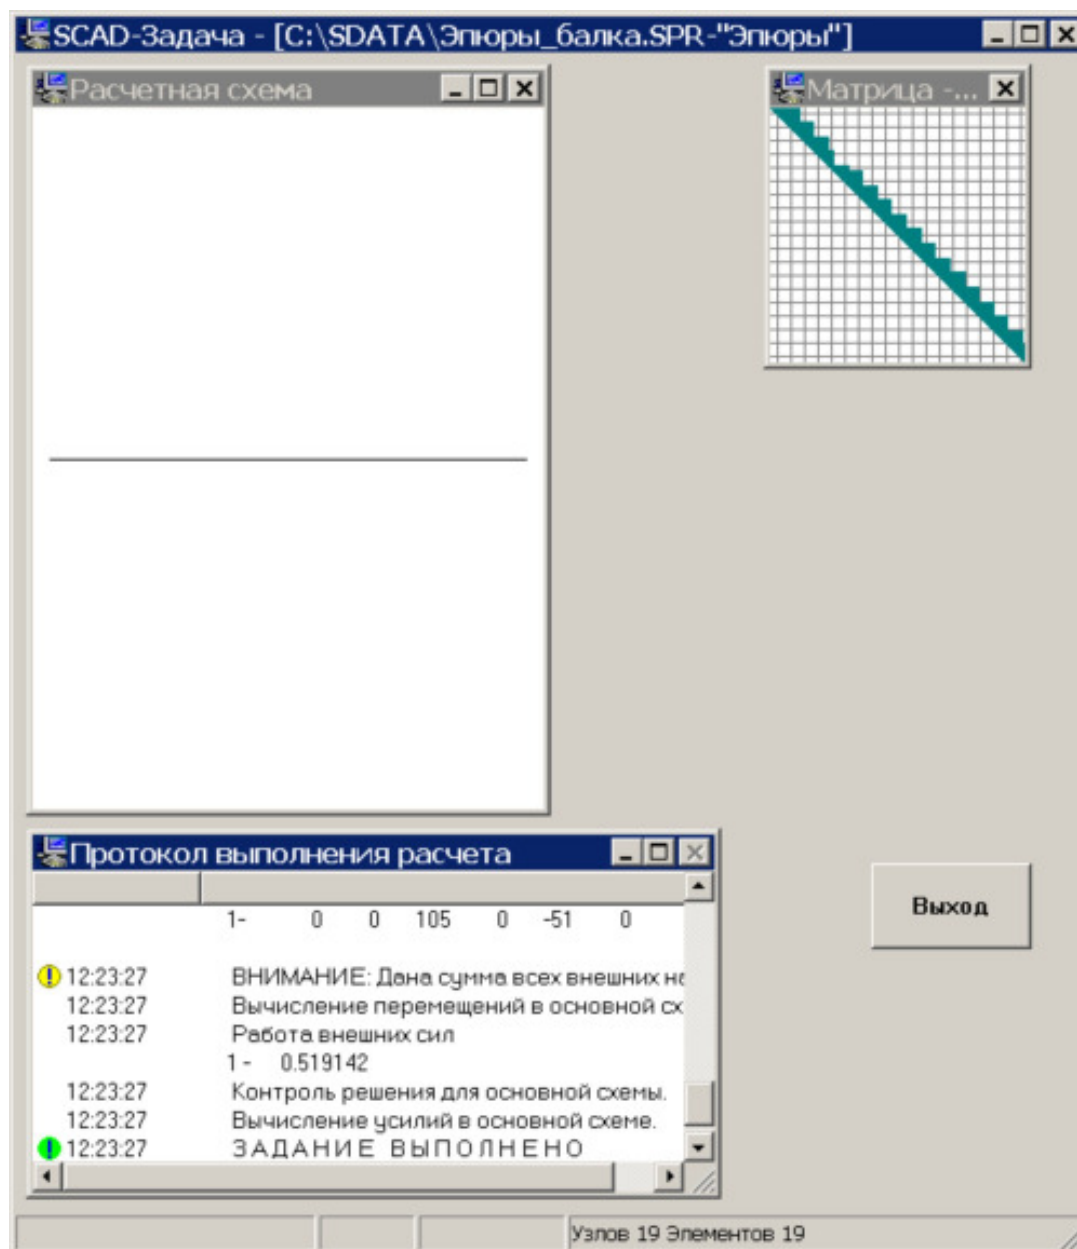 SCAD-Задача - [C:\SDATA\Эпюры_балка.SPR-"Эпюры"]
Расчетная схема
Матрица -...
Протокол выполнения расчета
1- 0 0 105 0 -51 0
12:23:27 ВНИМАНИЕ: Дана сумма всех внешних на
12:23:27 Вычисление перемещений в основной сх
12:23:27 Работа внешних сил
1 - 0.519142
12:23:27 Контроль решения для основной схемы.
12:23:27 Вычисление усилий в основной схеме.
12:23:27 ЗАДАНИЕ ВЫПОЛНЕНО
Выход
Узлов 19 Элементов 19